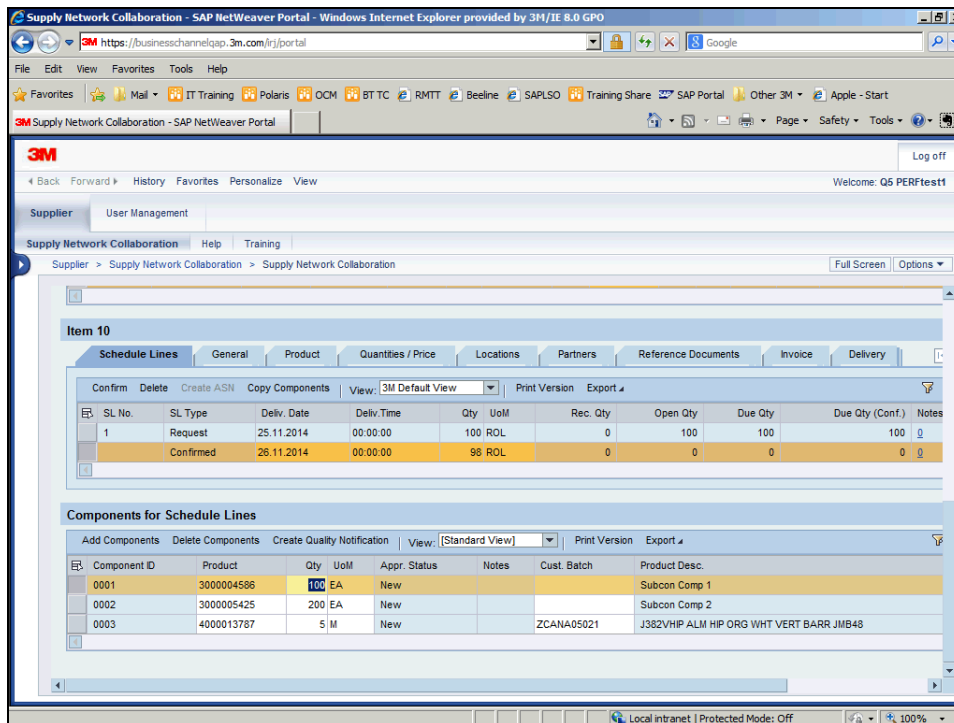 Supply Network Collaboration - SAP NetWeaver Portal - Windows Internet Explorer provided by 3M/IE 8.0 GPO
3M https://businesschannelqap.3m.com/irj/portal
Google
File Edit View Favorites Tools Help
Favorites Mail IT Training Polaris OCM BT TC RMTT Beeline SAPLSO Training Share SAP Portal Other 3M Apple - Start
3M Supply Network Collaboration - SAP NetWeaver Portal
Page Safety Tools
3M
Log off
Back Forward History Favorites Personalize View
Welcome: Q5 PERFtest1
Supplier User Management
Supply Network Collaboration Help Training
Supplier > Supply Network Collaboration > Supply Network Collaboration
Full Screen Options
Item 10
Schedule Lines General Product Quantities / Price Locations Partners Reference Documents Invoice Delivery
Confirm Delete Create ASN Copy Components View: 3M Default View Print Version Export
SL No. SL Type Deliv. Date Deliv.Time Qty UoM Rec. Qty Open Qty Due Qty Due Qty (Conf.) Notes
1 Request 25.11.2014 00:00:00 100 ROL 0 100 100 100 0
Confirmed 26.11.2014 00:00:00 98 ROL 0 0 0 0 0
Components for Schedule Lines
Add Components Delete Components Create Quality Notification View: [Standard View] Print Version Export
Component ID Product Qty UoM Appr. Status Notes Cust. Batch Product Desc.
0001 3000004586 100 EA New Subcon Comp 1
0002 3000005425 200 EA New Subcon Comp 2
0003 4000013787 5 M New ZCANA05021 J382VHIP ALM HIP ORG WHT VERT BARR JMB48
Local intranet | Protected Mode: Off
100%